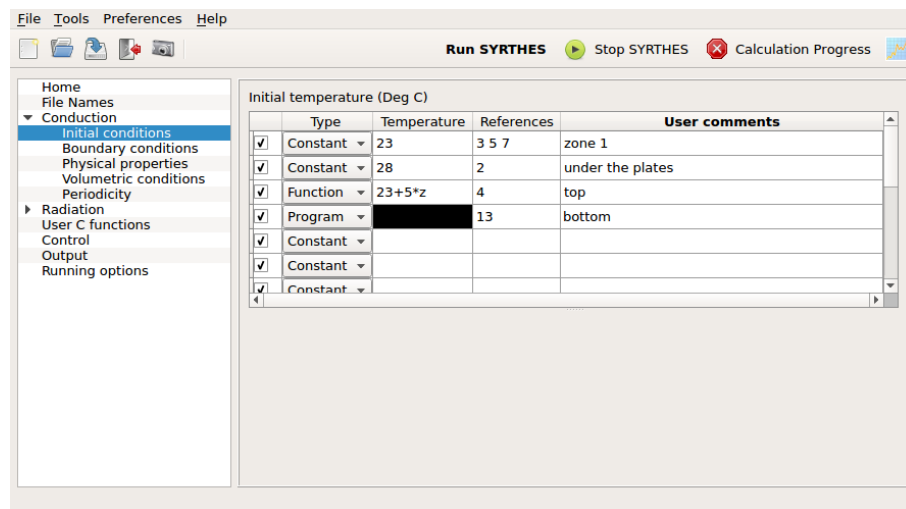 File Tools Preferences Help
Run SYRTHES Stop SYRTHES Calculation Progress
Home
File Names
Conduction
Initial conditions
Boundary conditions
Physical properties
Volumetric conditions
Periodicity
Radiation
User C functions
Control
Output
Running options
Initial temperature (Deg C)
Type Temperature References User comments
Constant 23 3 5 7 zone 1
Constant 28 2 under the plates
Function 23+5*z 4 top
Program 13 bottom
Constant
Constant
Constant